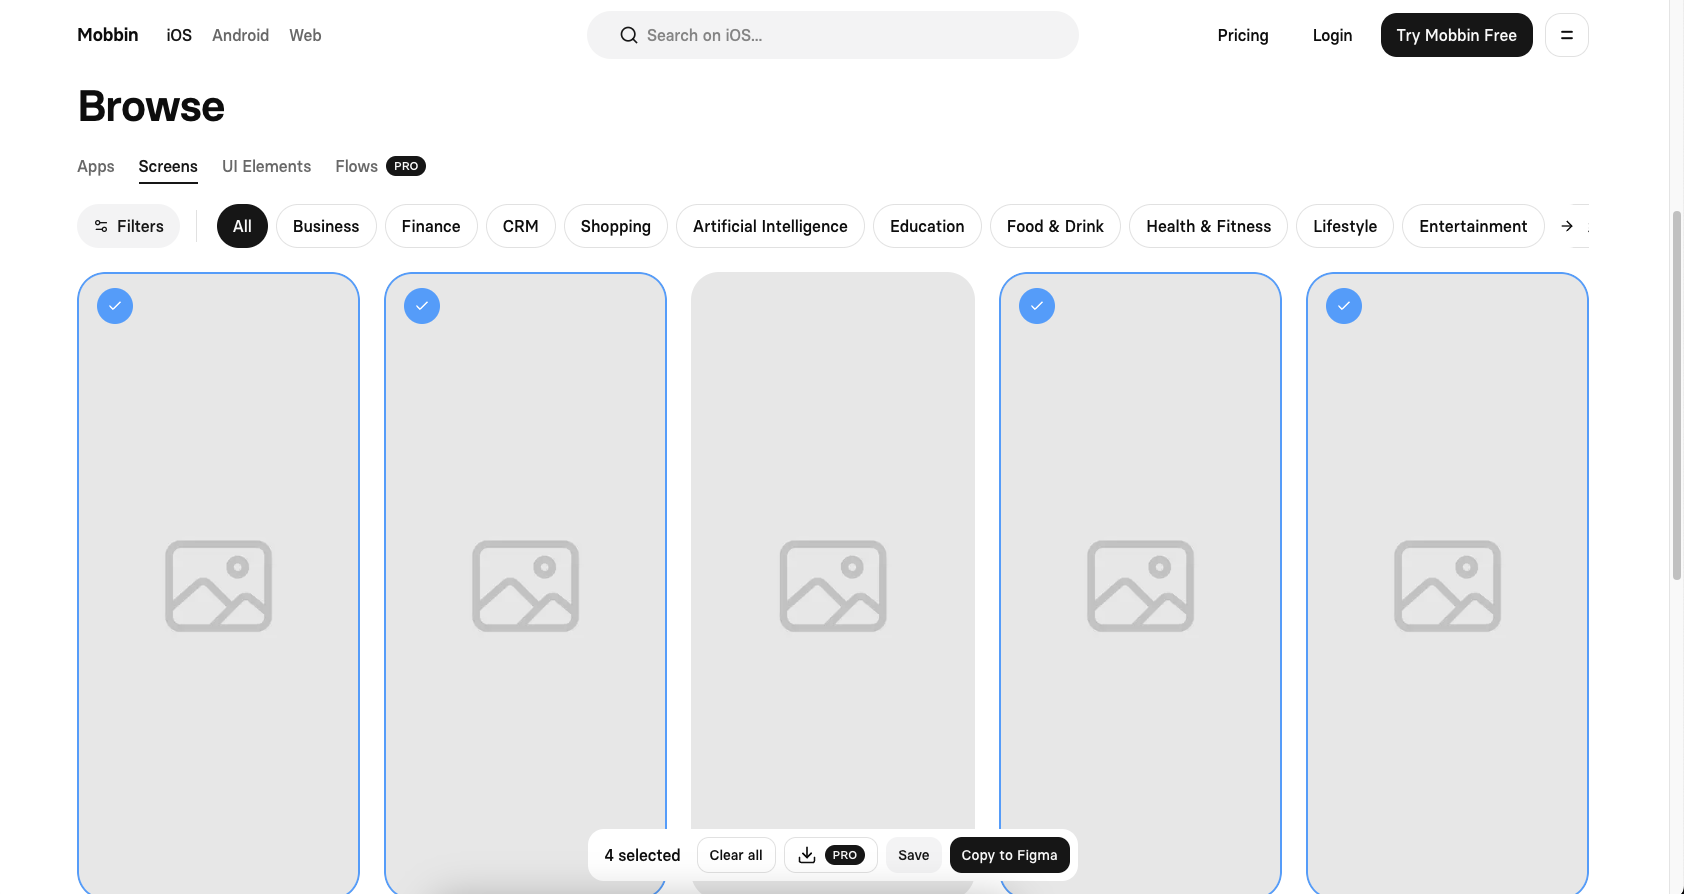 Mobbin iOS Android Web Search on iOS... Pricing Login Try Mobbin Free
Browse
Apps Screens UI Elements Flows PRO
Filters All Business Finance CRM Shopping Artificial Intelligence Education Food & Drink Health & Fitness Lifestyle Entertainment
4 selected Clear all PRO Save Copy to Figma